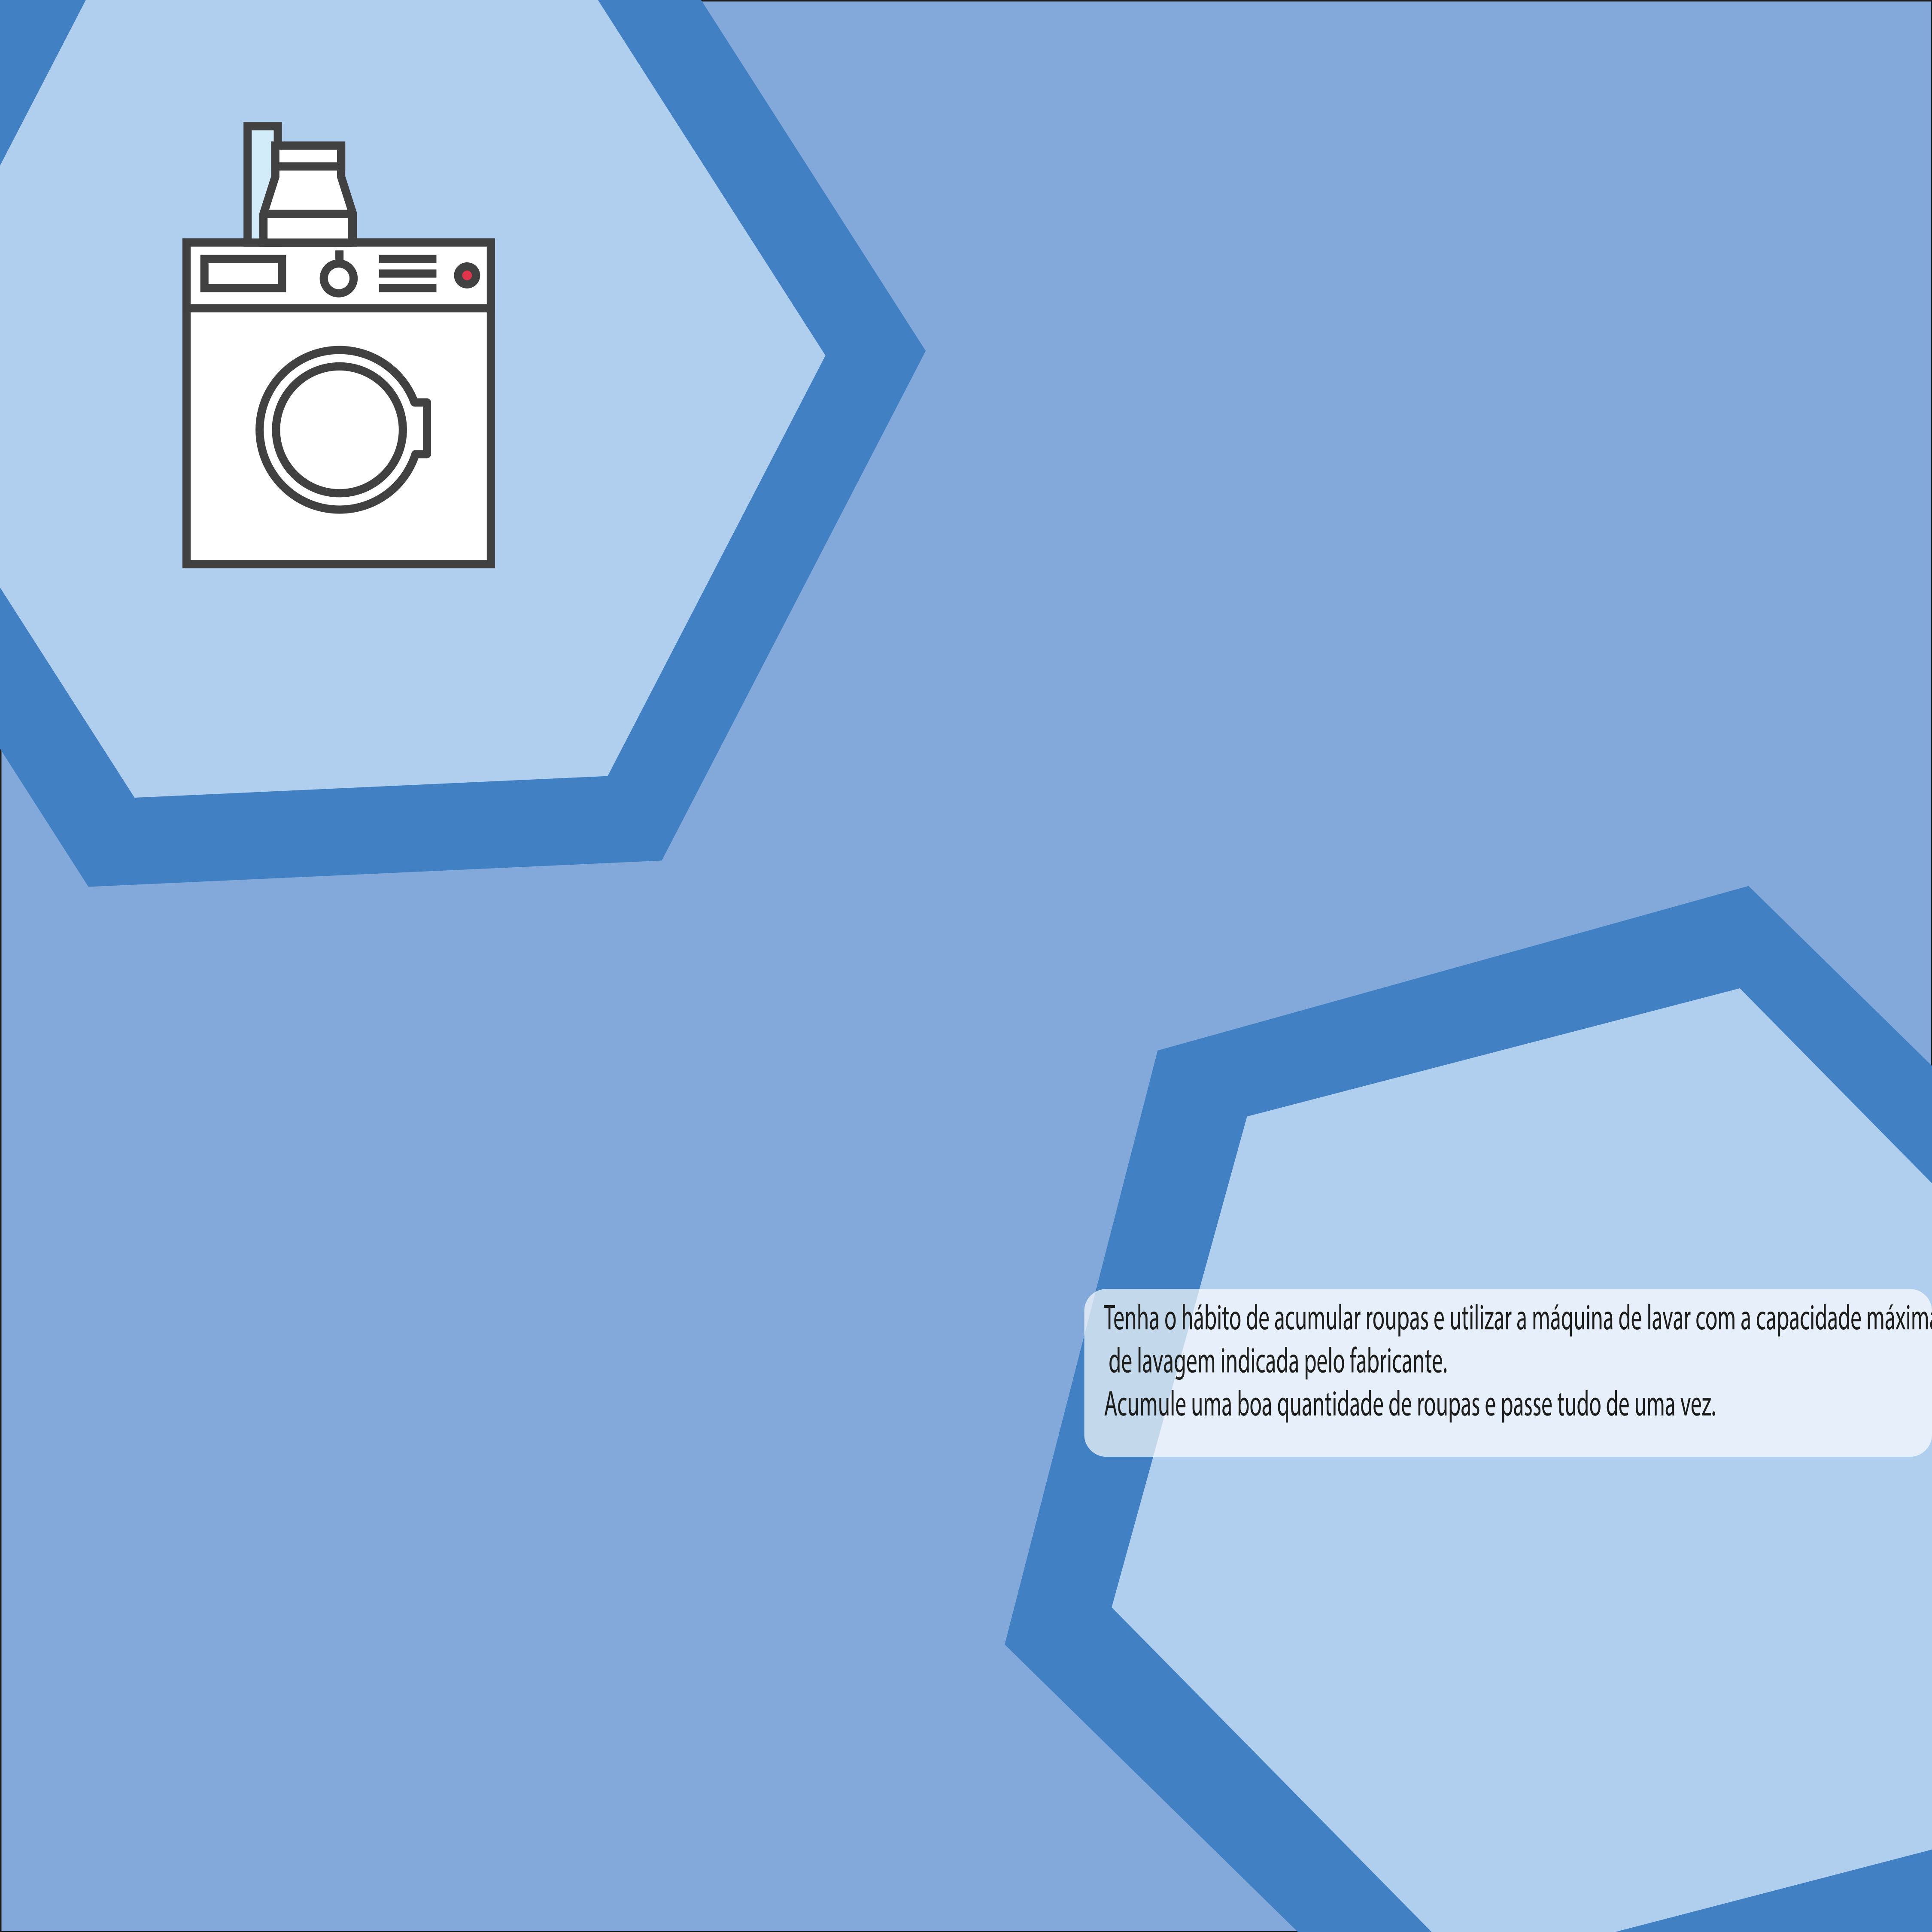 Tenha o hábito de acumular roupas e utilizar a máquina de lavar com a capacidade máxima
de lavagem indicada pelo fabricante.
Acumule uma boa quantidade de roupas e passe tudo de uma vez.